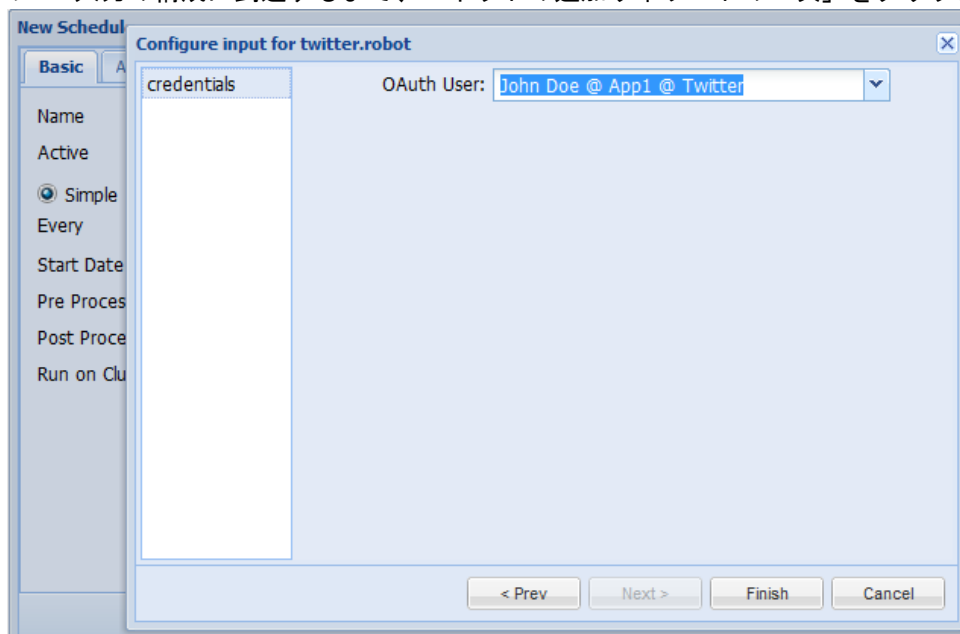 New Schedul
Configure input for twitter.robot
Basic
A
credentials
OAuth User:
John Doe @ App1 @ Twitter
Name
Active
Simple
Every
Start Date
Pre Proces
Post Proce
Run on Clu
< Prev
Next >
Finish
Cancel